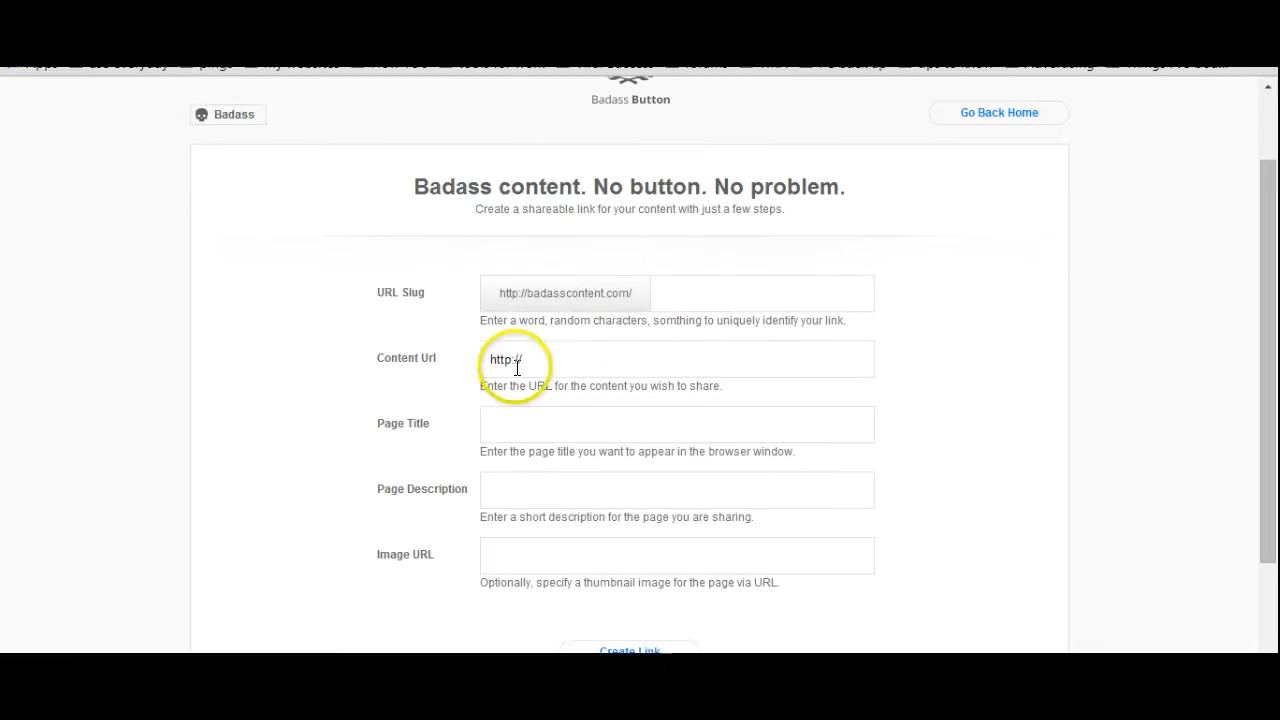 Badass Button
Badass
Go Back Home
Badass content. No button. No problem.
Create a shareable link for your content with just a few steps.
URL Slug
http://badasscontent.com/
Enter a word, random characters, somthing to uniquely identify your link.
Content Url
http://
Enter the URL for the content you wish to share.
Page Title
Enter the page title you want to appear in the browser window.
Page Description
Enter a short description for the page you are sharing.
Image URL
Optionally, specify a thumbnail image for the page via URL.
Create Link